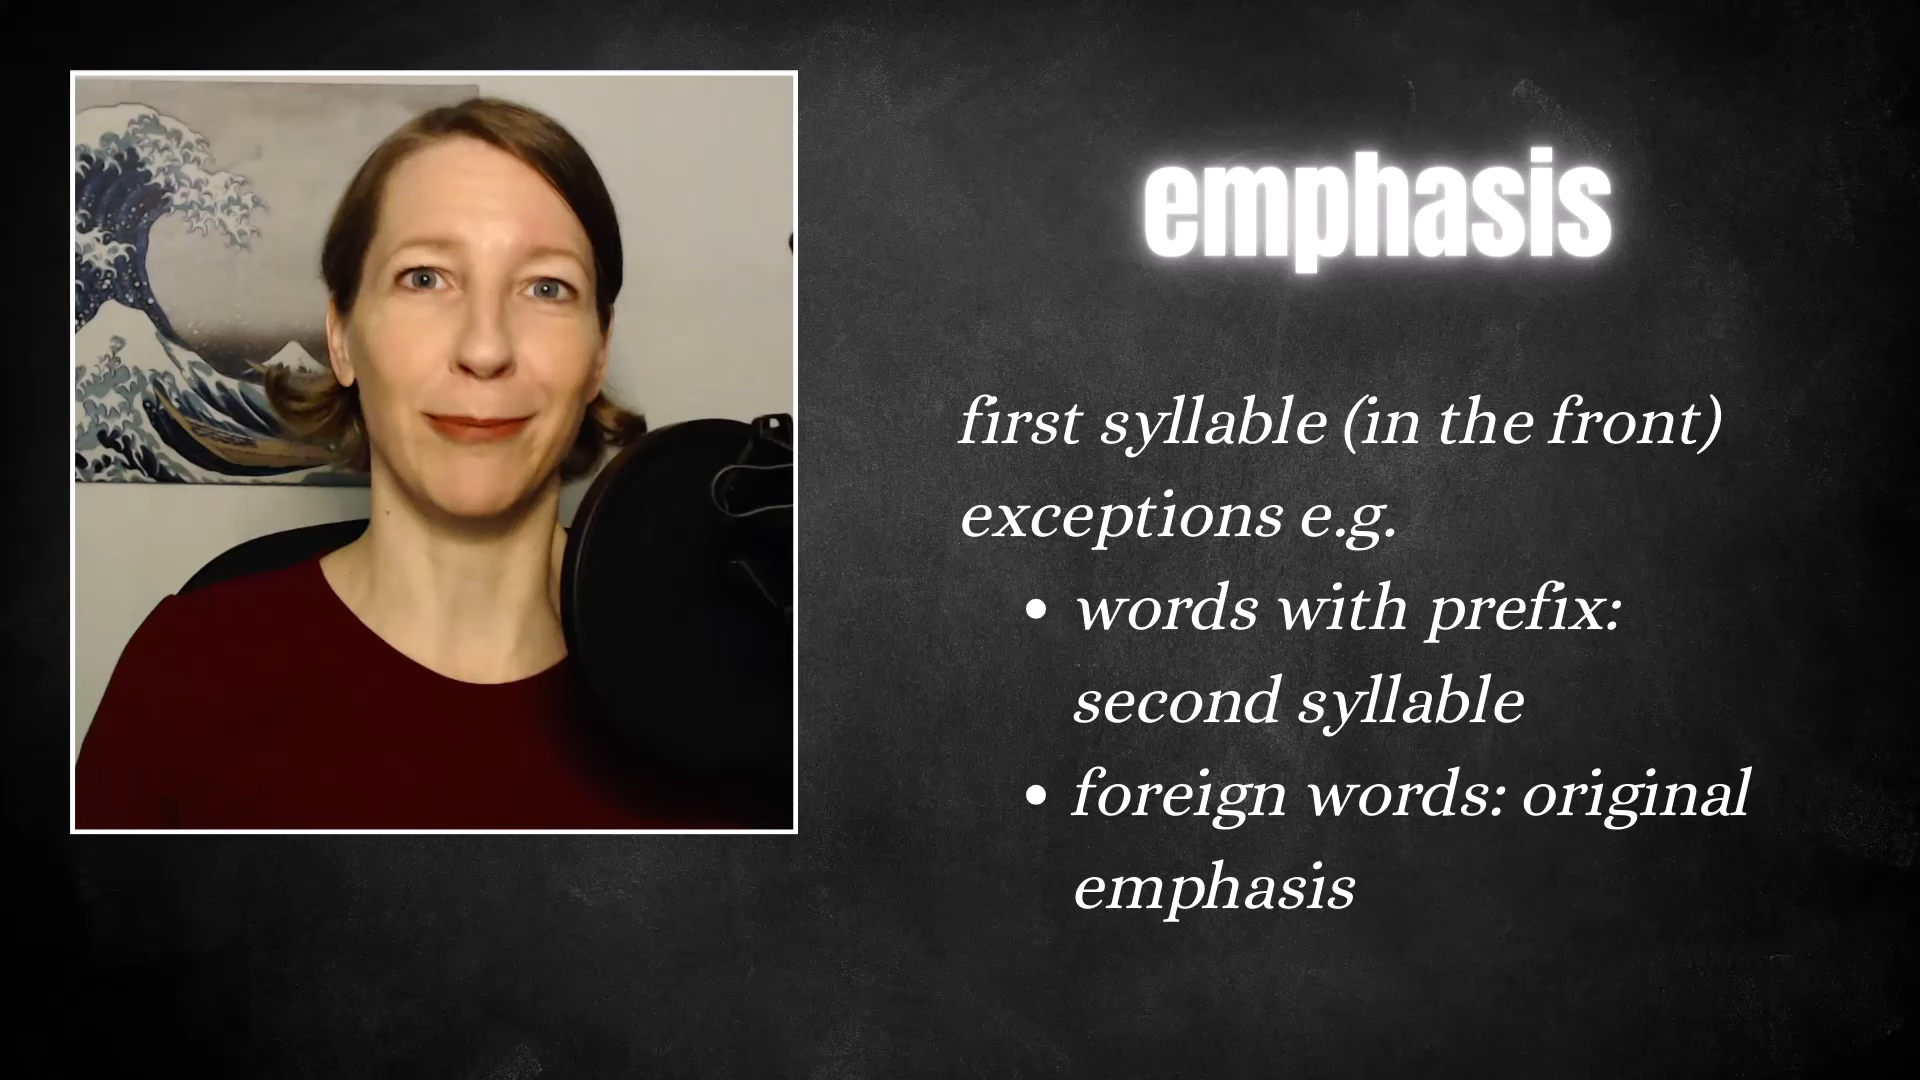 emphasis
first syllable (in the front)
exceptions e.g.
• words with prefix:
second syllable
• foreign words: original
emphasis